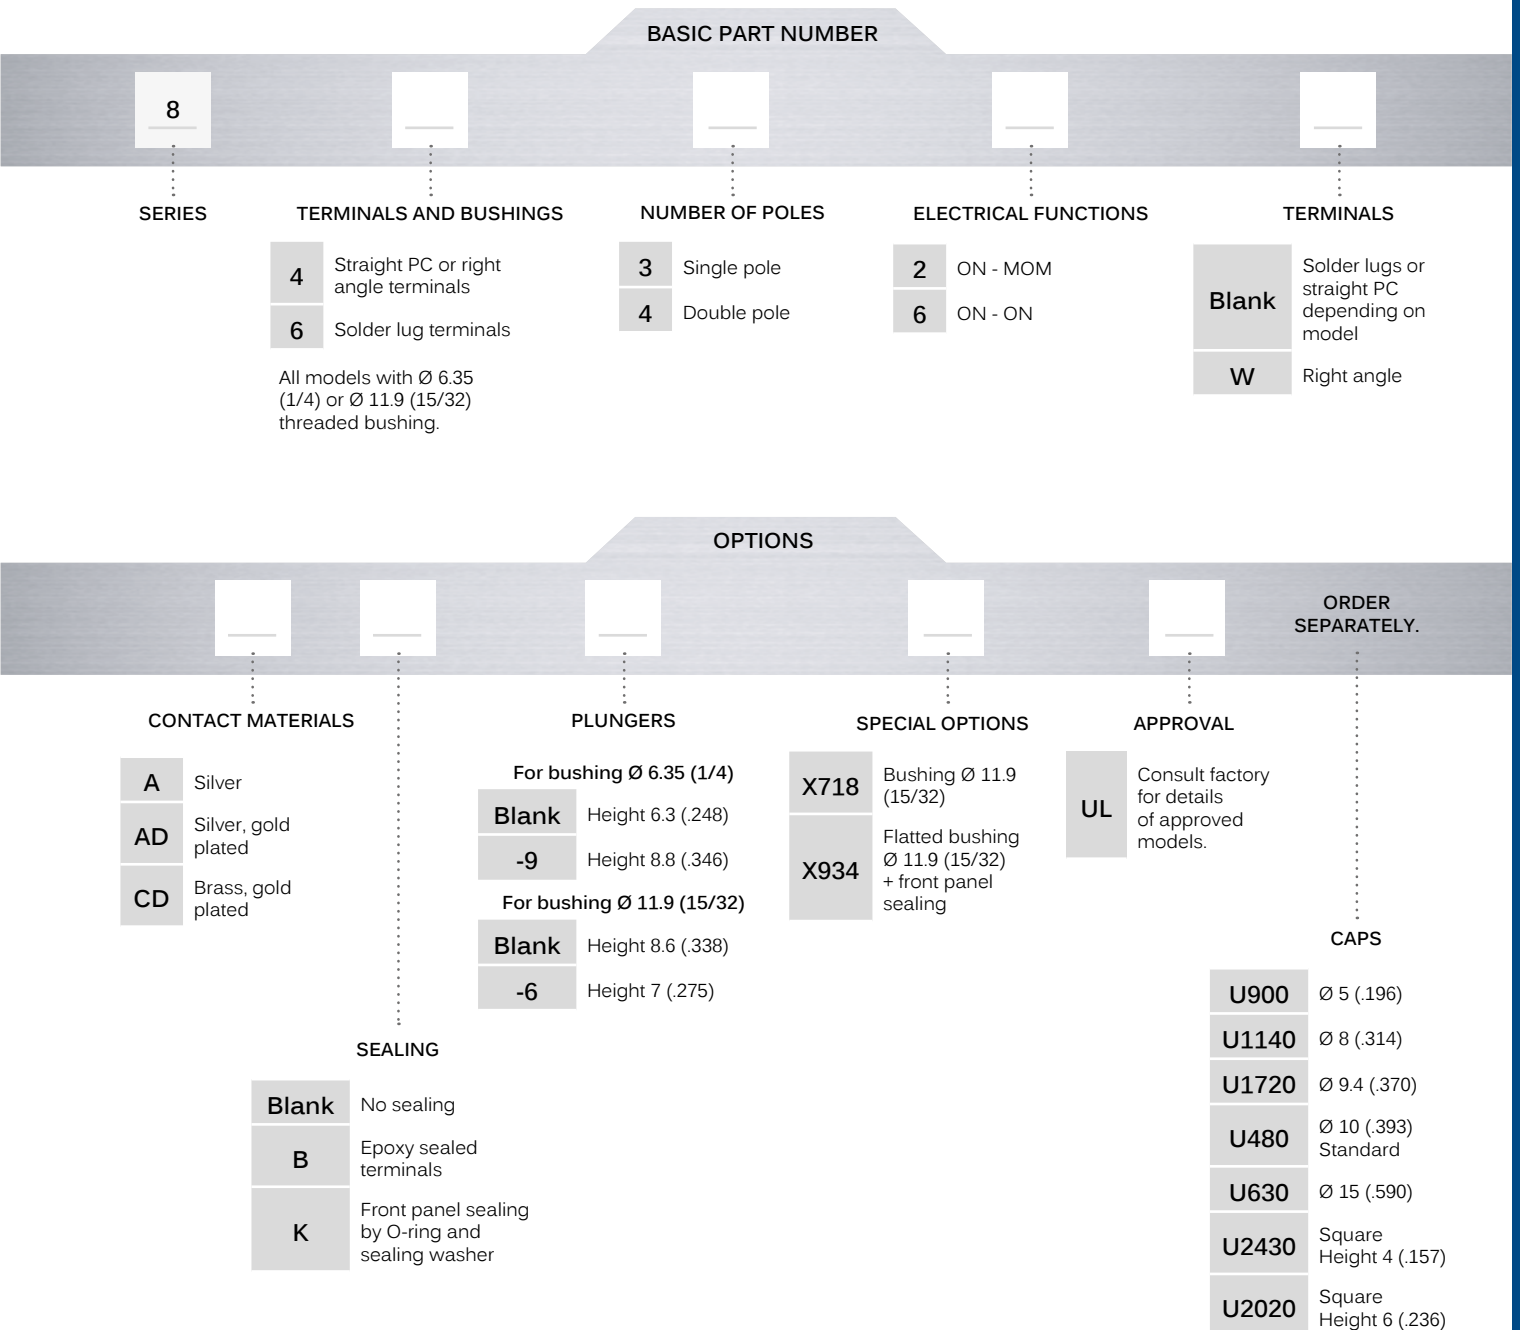 BASIC PART NUMBER
8
SERIES
TERMINALS AND BUSHINGS
4
Straight PC or right
angle terminals
6
Solder lug terminals
All models with Ø 6.35
(1/4) or Ø 11.9 (15/32)
threaded bushing.
NUMBER OF POLES
3
Single pole
4
Double pole
ELECTRICAL FUNCTIONS
2
ON - MOM
6
ON - ON
TERMINALS
Blank
Solder lugs or
straight PC
depending on
model
W
Right angle
OPTIONS
ORDER
SEPARATELY.
CONTACT MATERIALS
A
Silver
AD
Silver, gold
plated
CD
Brass, gold
plated
SEALING
Blank
No sealing
B
Epoxy sealed
terminals
K
Front panel sealing
by O-ring and
sealing washer
PLUNGERS
For bushing Ø 6.35 (1/4)
Blank
Height 6.3 (.248)
-9
Height 8.8 (.346)
For bushing Ø 11.9 (15/32)
Blank
Height 8.6 (.338)
-6
Height 7 (.275)
SPECIAL OPTIONS
X718
Bushing Ø 11.9
(15/32)
X934
Flatted bushing
Ø 11.9 (15/32)
+ front panel
sealing
APPROVAL
UL
Consult factory
for details
of approved
models.
CAPS
U900
Ø 5 (.196)
U1140
Ø 8 (.314)
U1720
Ø 9.4 (.370)
U480
Ø 10 (.393)
Standard
U630
Ø 15 (.590)
U2430
Square
Height 4 (.157)
U2020
Square
Height 6 (.236)